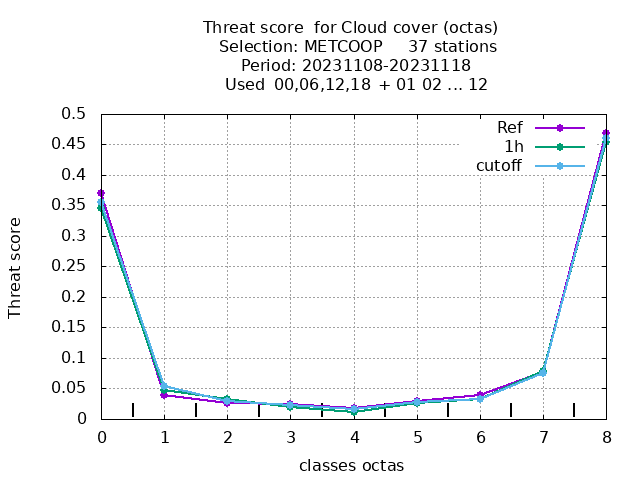 Threat score  for Cloud cover (octas)
Selection: METCOOP     37 stations
Period: 20231108-20231118
Used  00,06,12,18 + 01 02 ... 12
Ref
1h
cutoff
Threat score
0.5
0.45
0.4
0.35
0.3
0.25
0.2
0.15
0.1
0.05
0
0 1 2 3 4 5 6 7 8
classes octas